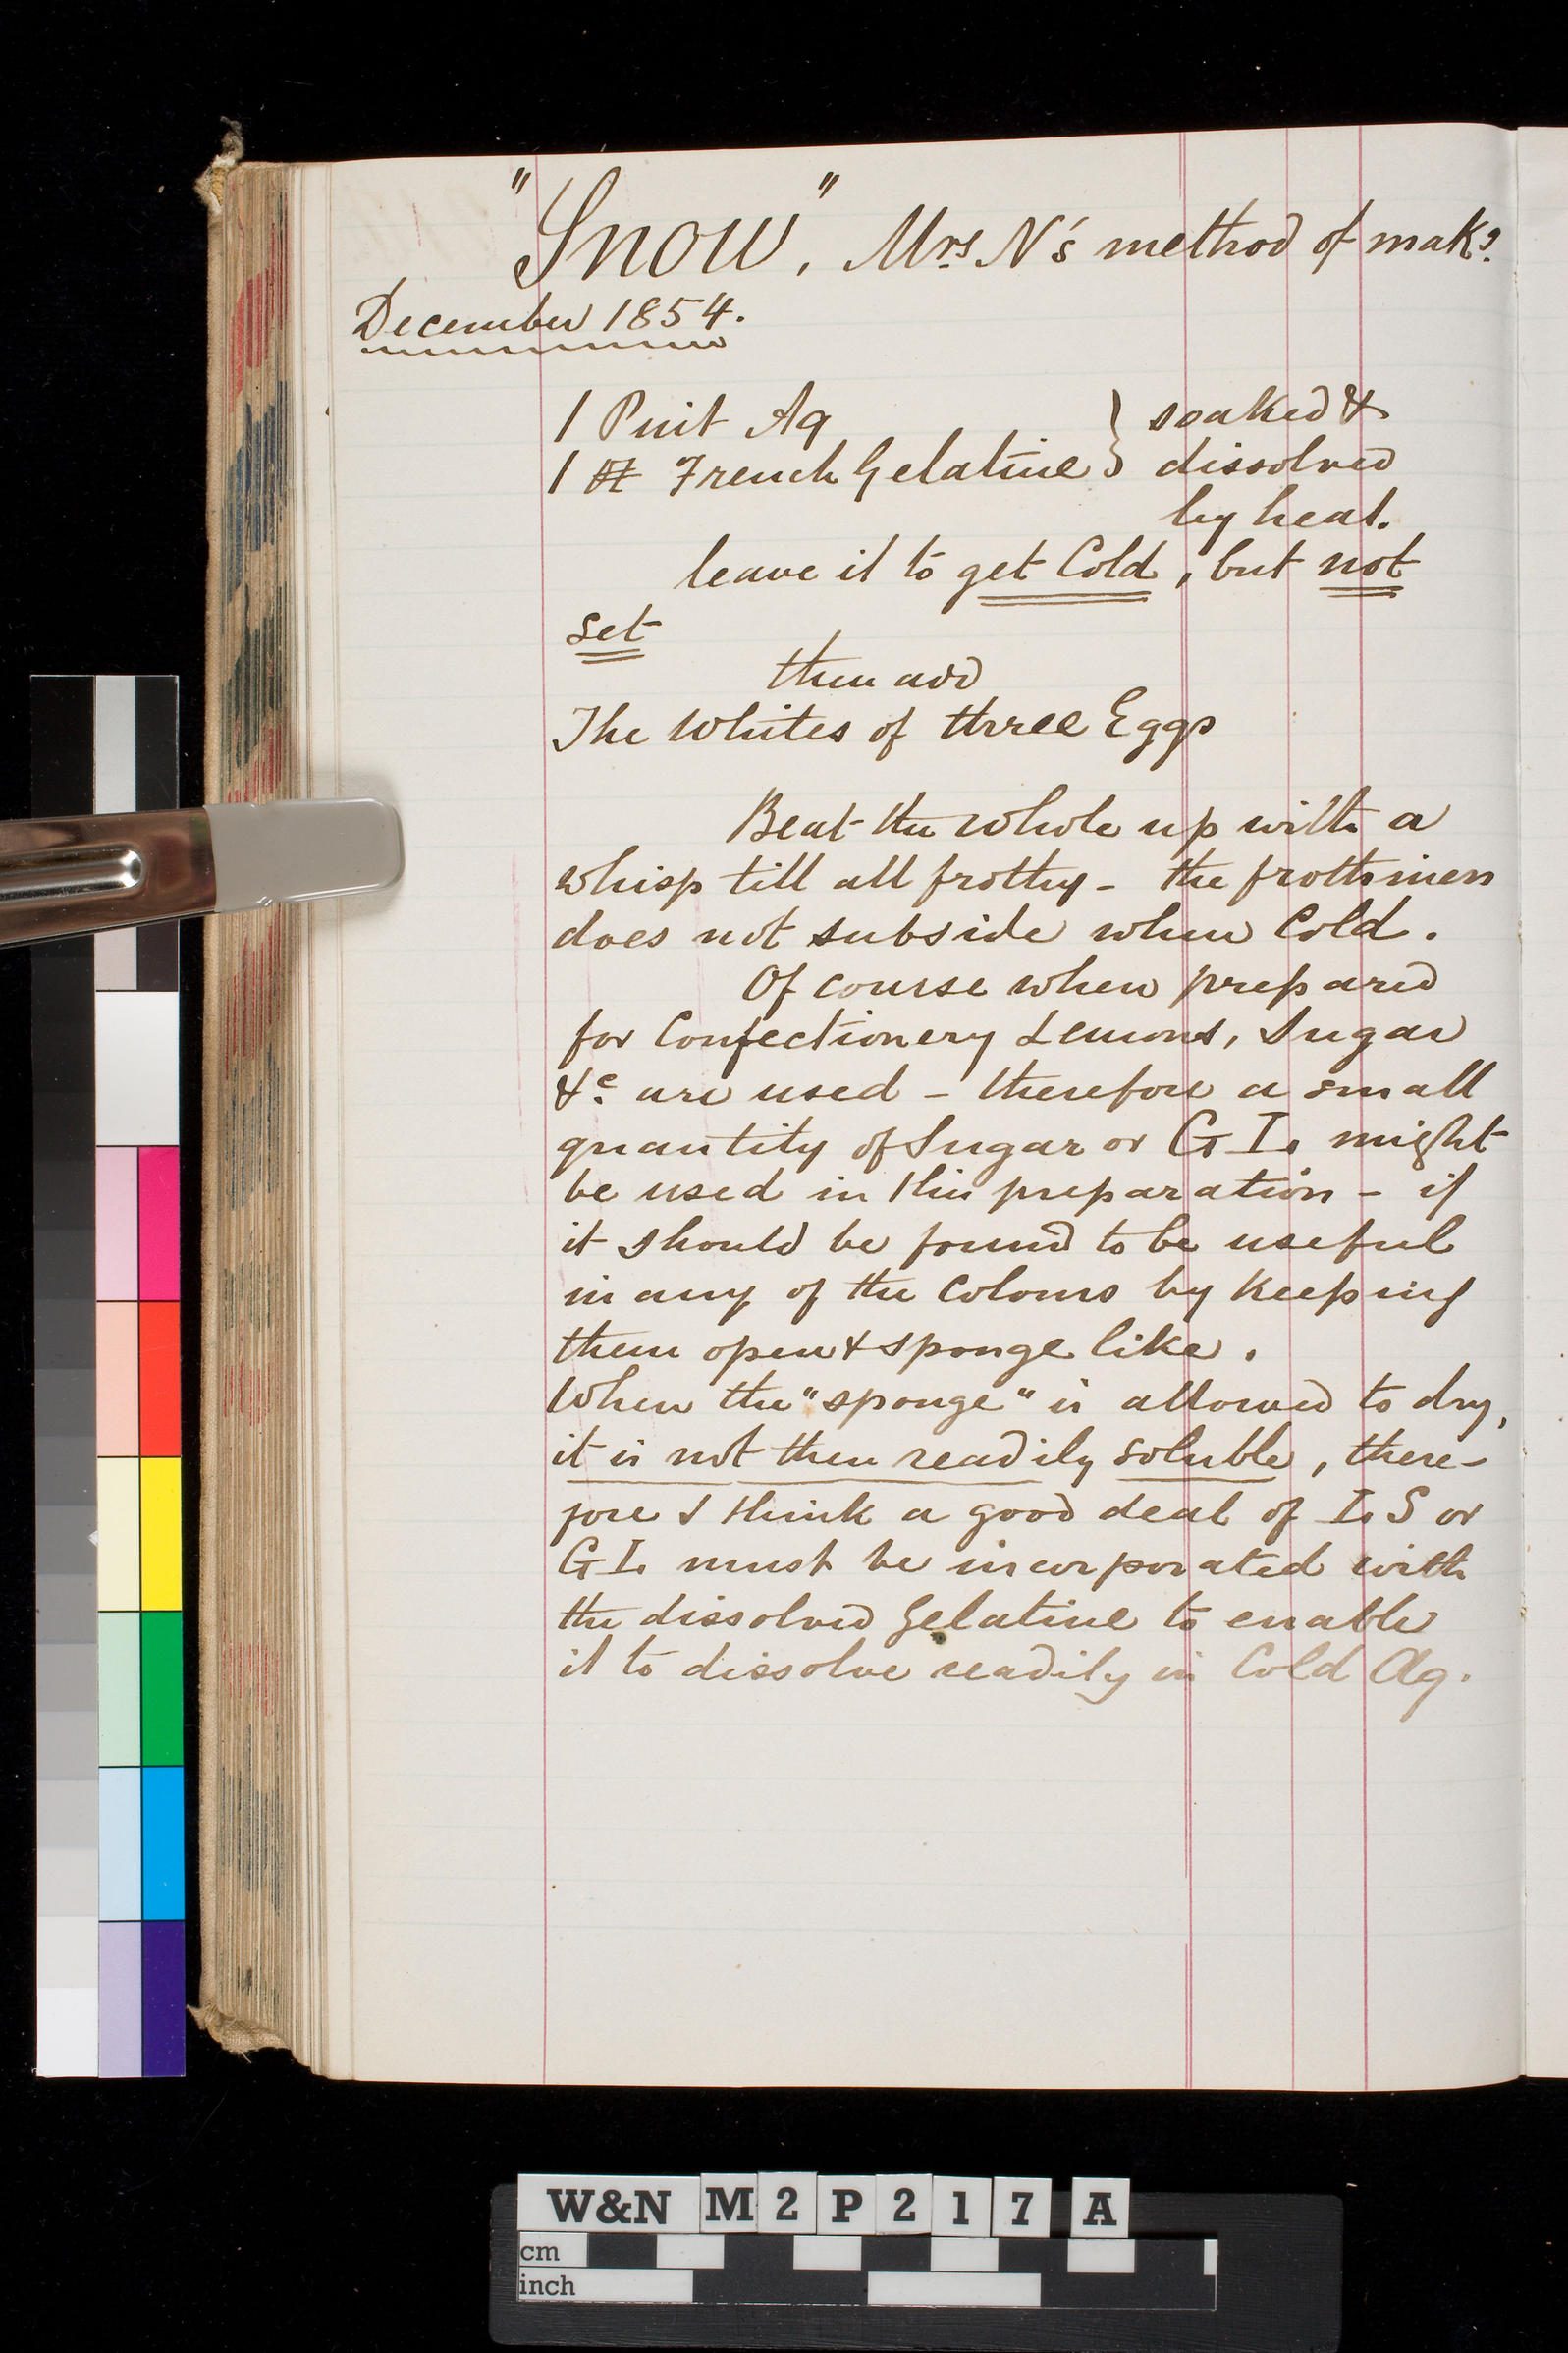 "Snow", Mrs N's method of makg.
December 1854.
1 Pint Aq } soaked &
1 French Gelatine } dissolved
by heat.
leave it to get Cold, but not
set
then add
The Whites of three Eggs
Beat the whole up with a
whisp till all frothy - the frothiness
does not subside when Cold.
Of course when prepared
for Confectionery Lemons, Sugar
&c are used - therefore a small
quantity of Sugar or G I. might
be used in this preparation - if
it should be found to be useful
in any of the Colours by keeping
them open & sponge like.
When the "sponge" is allowed to dry,
it is not then readily soluble, there-
fore I think a good deal of L S or
G I. must be incorporated with
the dissolved Gelatine to enable
it to dissolve readily in Cold Aq.
W&N M2P217A
cm
inch